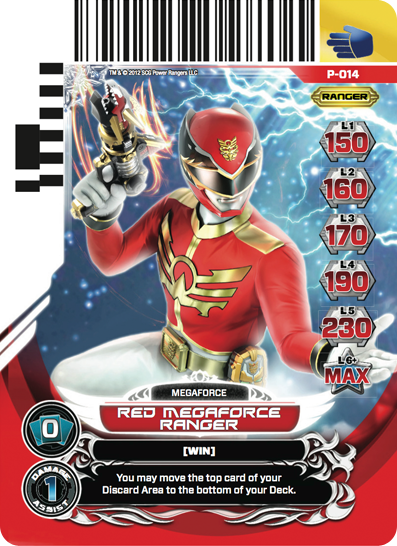 TM & © 2012 SCG Power Rangers LLC
P-014
RANGER
L1
150
L2
160
L3
170
L4
190
L5
230
L6+
MAX
MEGAFORCE
RED MEGAFORCE
RANGER
0
[WIN]
DAMAGE
1
ASSIST
You may move the top card of your
Discard Area to the bottom of your Deck.